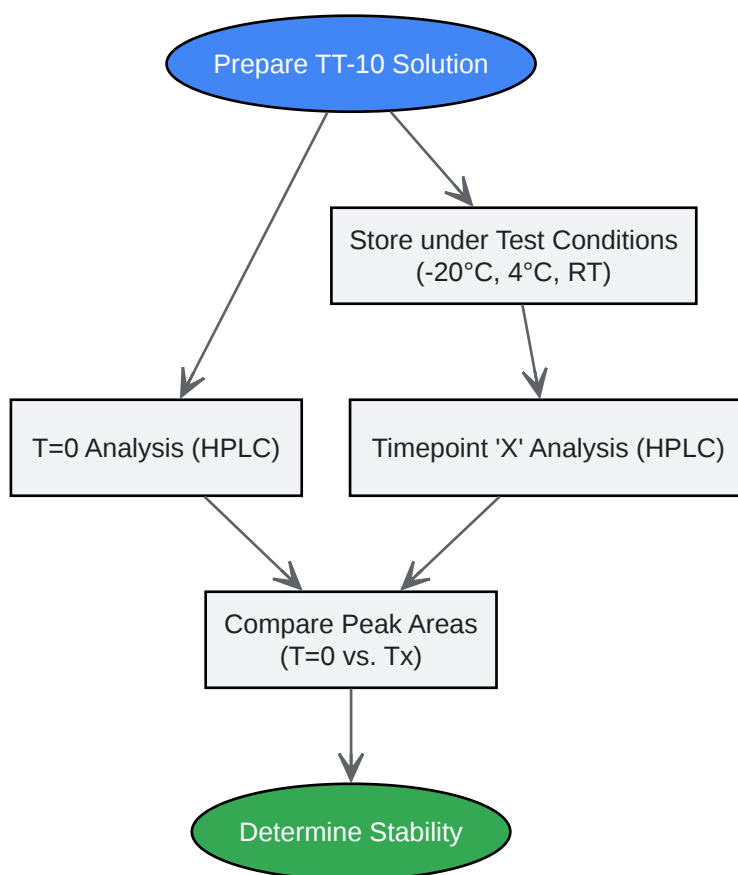 Prepare TT-10 Solution
Store under Test Conditions
(-20°C, 4°C, RT)
T=0 Analysis (HPLC)
Timepoint 'X' Analysis (HPLC)
Compare Peak Areas
(T=0 vs. Tx)
Determine Stability